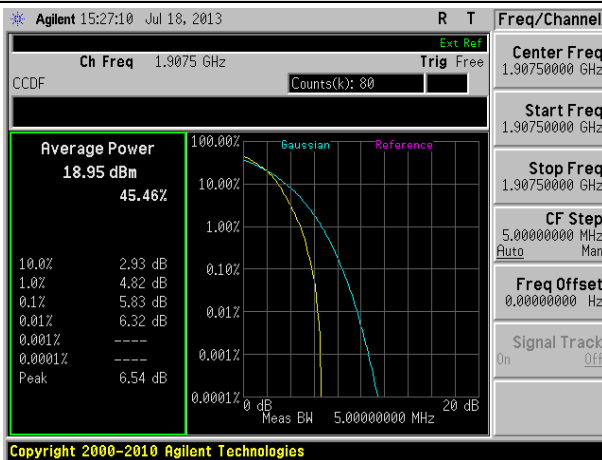 Agilent 15:27:10 Jul 18, 2013 R T
Ext Ref
Ch Freq 1.9075 GHz Trig Free
CCDF Counts(k): 80
Average Power
18.95 dBm
45.46%
10.0% 2.93 dB
1.0% 4.82 dB
0.1% 5.83 dB
0.01% 6.32 dB
0.001% ----
0.0001% ----
Peak 6.54 dB
Gaussian Reference
100.00%
10.00%
1.00%
0.10%
0.01%
0.001%
0.0001%
0 dB 20 dB
Meas BW 5.00000000 MHz
Freq/Channel
Center Freq
1.90750000 GHz
Start Freq
1.90750000 GHz
Stop Freq
1.90750000 GHz
CF Step
5.00000000 MHz
Auto Man
Freq Offset
0.00000000 Hz
Signal Track
On Off
Copyright 2000-2010 Agilent Technologies